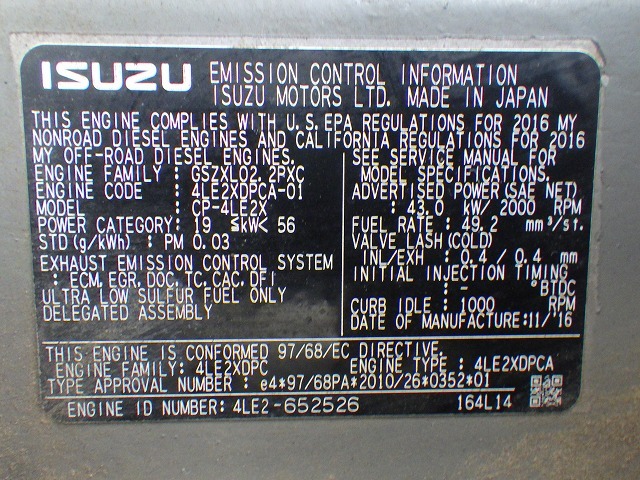 ISUZU EMISSION CONTROL INFORMATION
ISUZU MOTORS LTD. MADE IN JAPAN
THIS ENGINE COMPLIES WITH U.S.EPA REGULATIONS FOR 2016 MY
NONROAD DIESEL ENGINES AND CALIFORNIA REGULATIONS FOR 2016
MY OFF-ROAD DIESEL ENGINES.
ENGINE FAMILY : GSZXL02.2PXC
ENGINE CODE : 4LE2XDPCA-01
MODEL : CP-4LE2X
POWER CATEGORY: 19 ≦kW< 56
STD (g/kWh) : PM 0.03
EXHAUST EMISSION CONTROL SYSTEM
: ECM,EGR,DOC,TC,CAC,DFI
ULTRA LOW SULFUR FUEL ONLY
DELEGATED ASSEMBLY
SEE SERVICE MANUAL FOR
MODEL SPECIFICATIONS.
ADVERTISED POWER(SAE NET)
: 43.0 kW/ 2000 RPM
FUEL RATE : 49.2 mm³/st.
VALVE LASH(COLD)
INL/EXH : 0.4 / 0.4 mm
INITIAL INJECTION TIMING
: - °BTDC
CURB IDLE : 1000 RPM
DATE OF MANUFACTURE:11/'16
THIS ENGINE IS CONFORMED 97/68/EC DIRECTIVE.
ENGINE FAMILY : 4LE2XDPC ENGINE TYPE : 4LE2XDPCA
TYPE APPROVAL NUMBER : e4*97/68PA*2010/26*0352*01
ENGINE ID NUMBER: 4LE2-652526 164L14